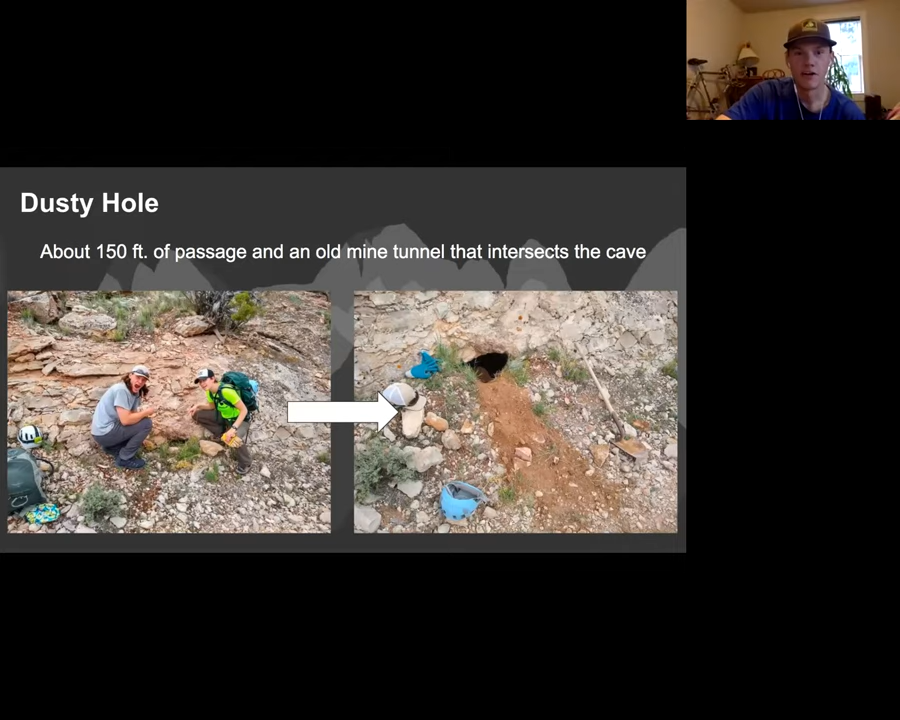 Dusty Hole
About 150 ft. of passage and an old mine tunnel that intersects the cave